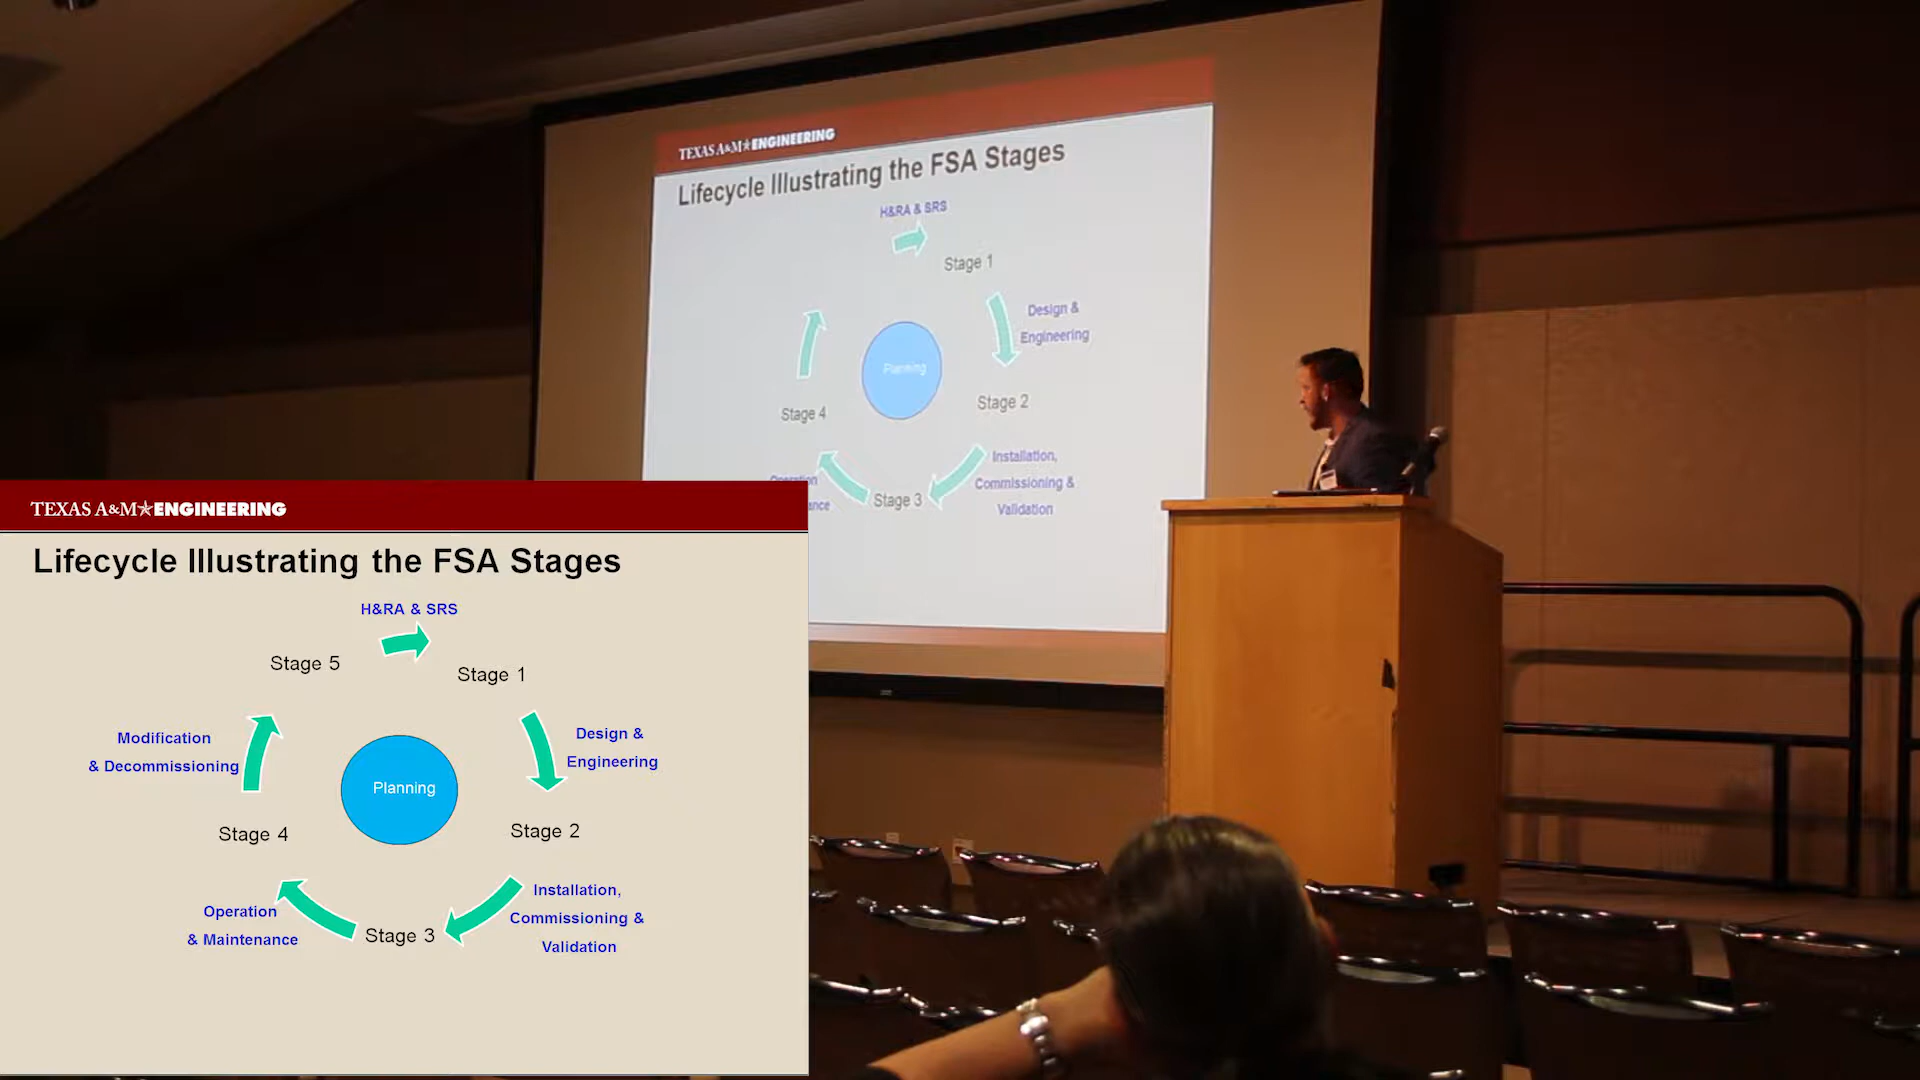 TEXAS A&M★ENGINEERING
Lifecycle Illustrating the FSA Stages
H&RA & SRS
Stage 1
Design &
Engineering
Planning
Stage 2
Stage 4
Installation,
Commissioning &
Validation
Stage 3
TEXAS A&M★ENGINEERING
Lifecycle Illustrating the FSA Stages
H&RA & SRS
Stage 5
Stage 1
Modification
& Decommissioning
Design &
Engineering
Planning
Stage 4
Stage 2
Installation,
Commissioning &
Validation
Operation
& Maintenance
Stage 3